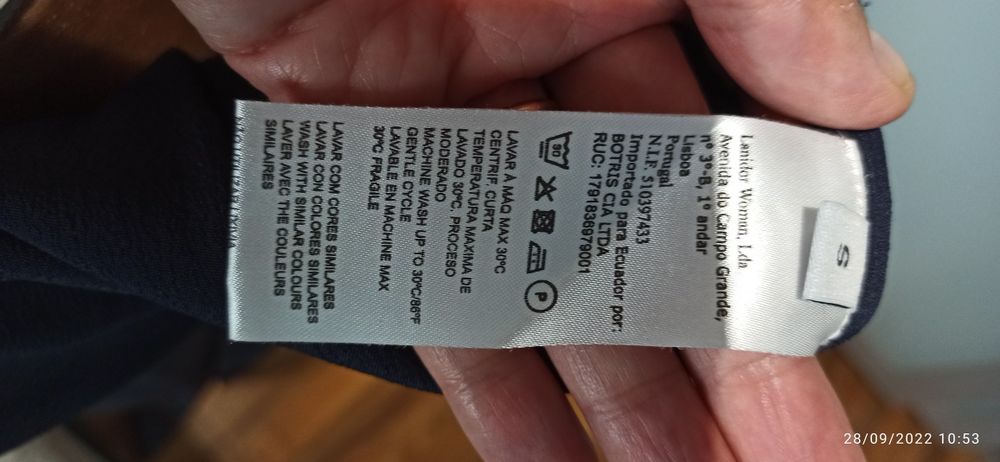 S
Lanidor Woman, Lda
Avenida do Campo Grande,
nº 3º-B, 1º andar
Lisboa
Portugal
N.I.F. 510397433
Importado para Ecuador por:
BOTRIS CIA LTDA
RUC: 1791838979001
30
P
LAVAR À MÁQ MAX 30ºC
CENTRIF. CURTA
TEMPERATURA MAXIMA DE
LAVADO 30ºC, PROCESO
MODERADO
MACHINE WASH UP TO 30ºC/86ºF
GENTLE CYCLE
LAVABLE EN MACHINE MAX
30ºC FRAGILE
LAVAR COM CORES SIMILARES
LAVAR CON COLORES SIMILARES
WASH WITH SIMILAR COLOURS
LAVER AVEC THE COULEURS
SIMILAIRES
28/09/2022 10:53